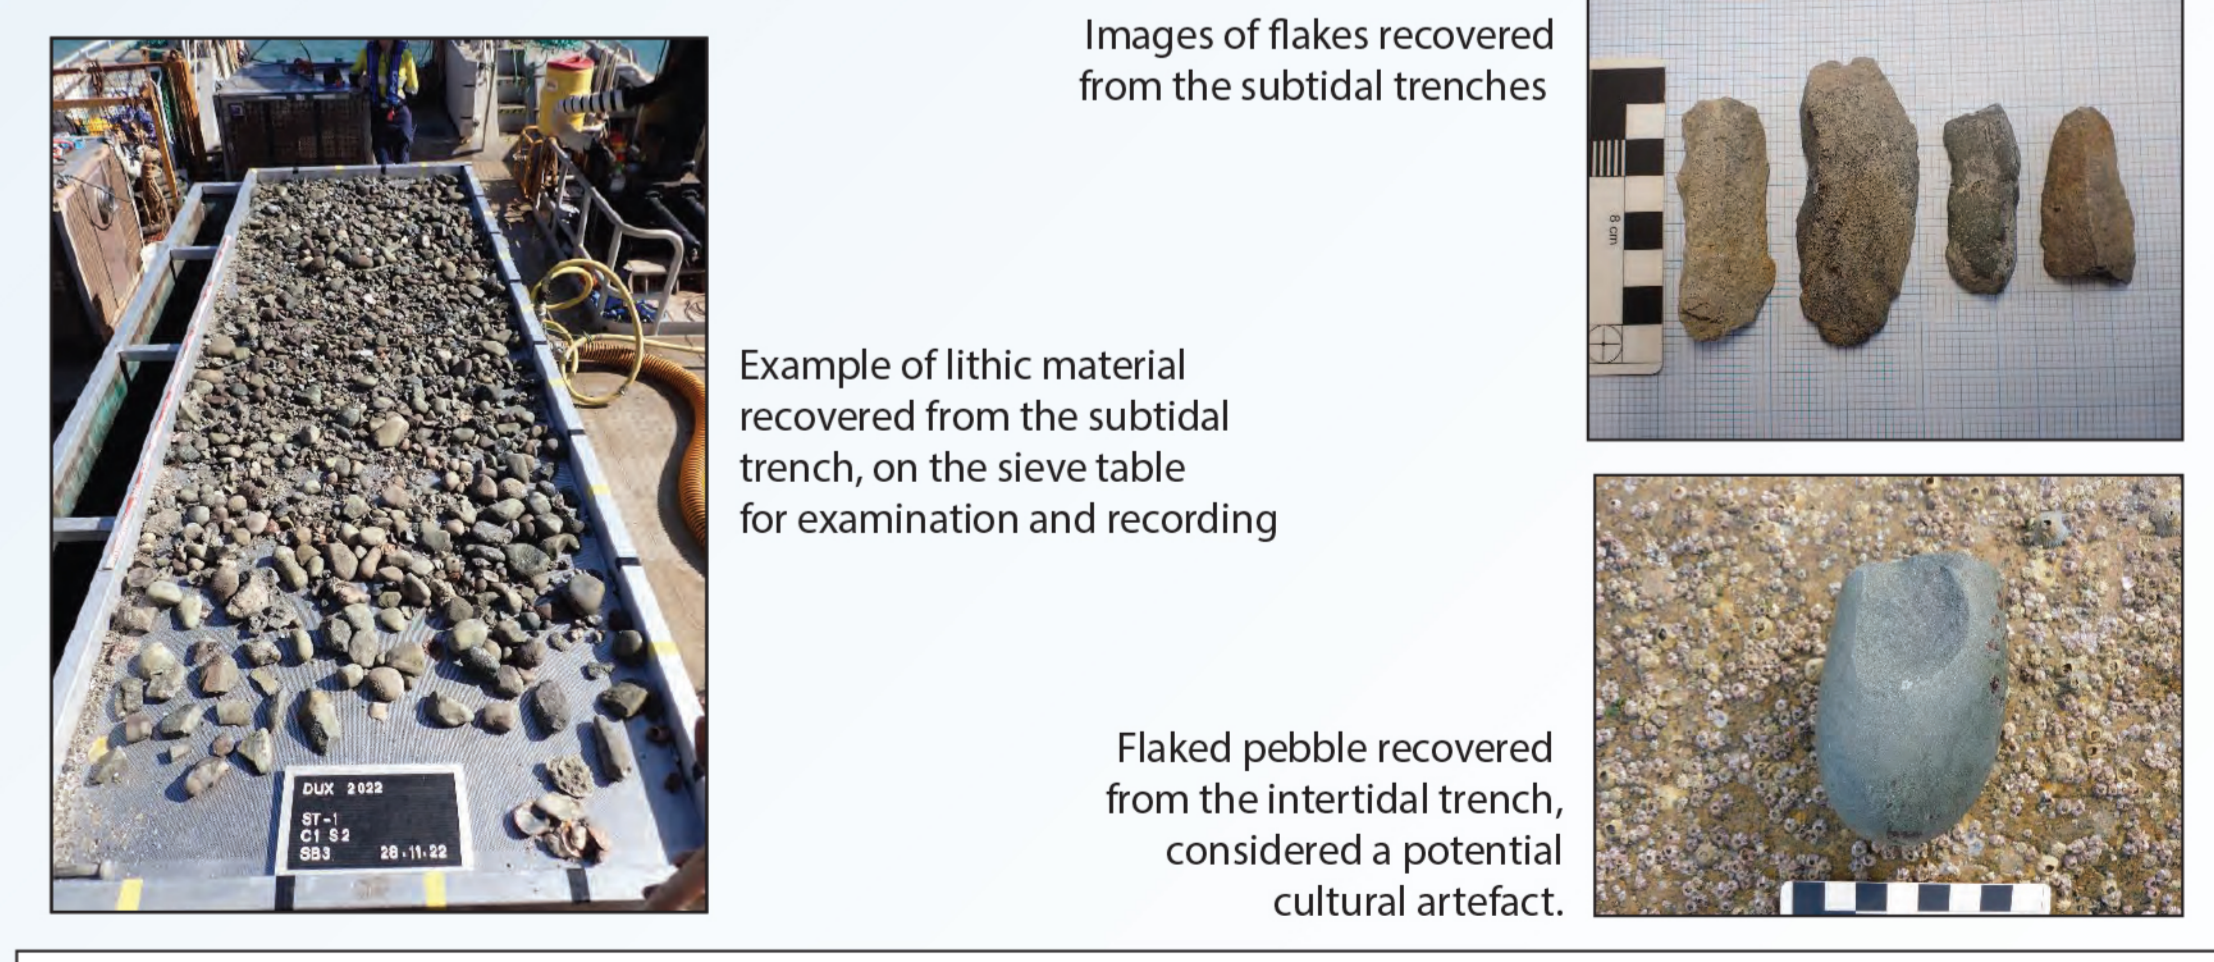 Images of flakes recovered
from the subtidal trenches
8 cm
Example of lithic material
recovered from the subtidal
trench, on the sieve table
for examination and recording
DUX 2022
ST-1
C1 S2
SB3 28·11·22
Flaked pebble recovered
from the intertidal trench,
considered a potential
cultural artefact.